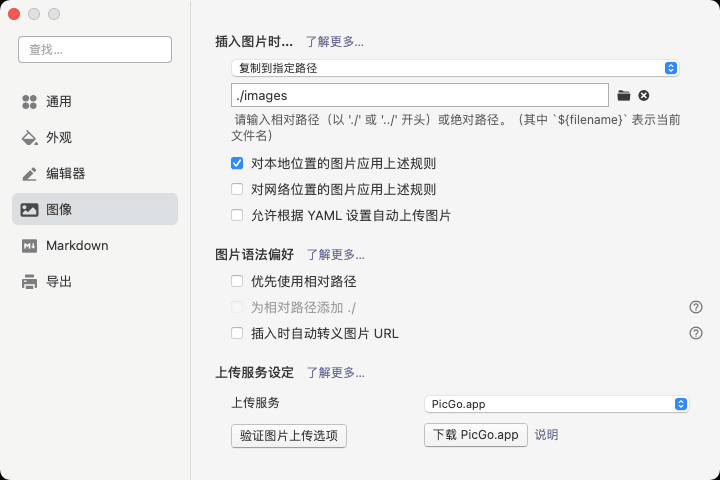 查找...
通用
外观
编辑器
图像
Markdown
导出
插入图片时... 了解更多...
复制到指定路径
./images
请输入相对路径（以 './' 或 '../' 开头）或绝对路径。（其中 `${filename}` 表示当前
文件名）
对本地位置的图片应用上述规则
对网络位置的图片应用上述规则
允许根据 YAML 设置自动上传图片
图片语法偏好 了解更多...
优先使用相对路径
为相对路径添加 ./
插入时自动转义图片 URL
上传服务设定 了解更多...
上传服务 PicGo.app
验证图片上传选项 下载 PicGo.app 说明